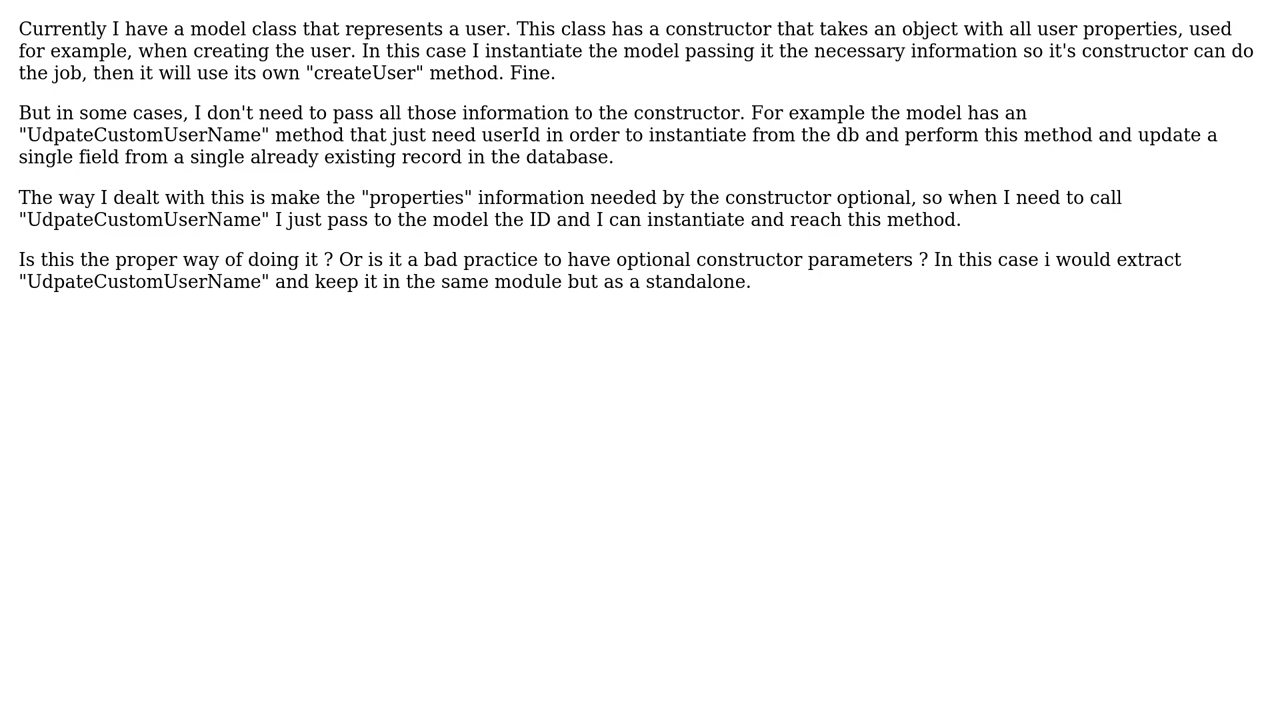 Currently I have a model class that represents a user. This class has a constructor that takes an object with all user properties, used
for example, when creating the user. In this case I instantiate the model passing it the necessary information so it's constructor can do
the job, then it will use its own "createUser" method. Fine.
But in some cases, I don't need to pass all those information to the constructor. For example the model has an
"UdpateCustomUserName" method that just need userId in order to instantiate from the db and perform this method and update a
single field from a single already existing record in the database.
The way I dealt with this is make the "properties" information needed by the constructor optional, so when I need to call
"UdpateCustomUserName" I just pass to the model the ID and I can instantiate and reach this method.
Is this the proper way of doing it ? Or is it a bad practice to have optional constructor parameters ? In this case i would extract
"UdpateCustomUserName" and keep it in the same module but as a standalone.